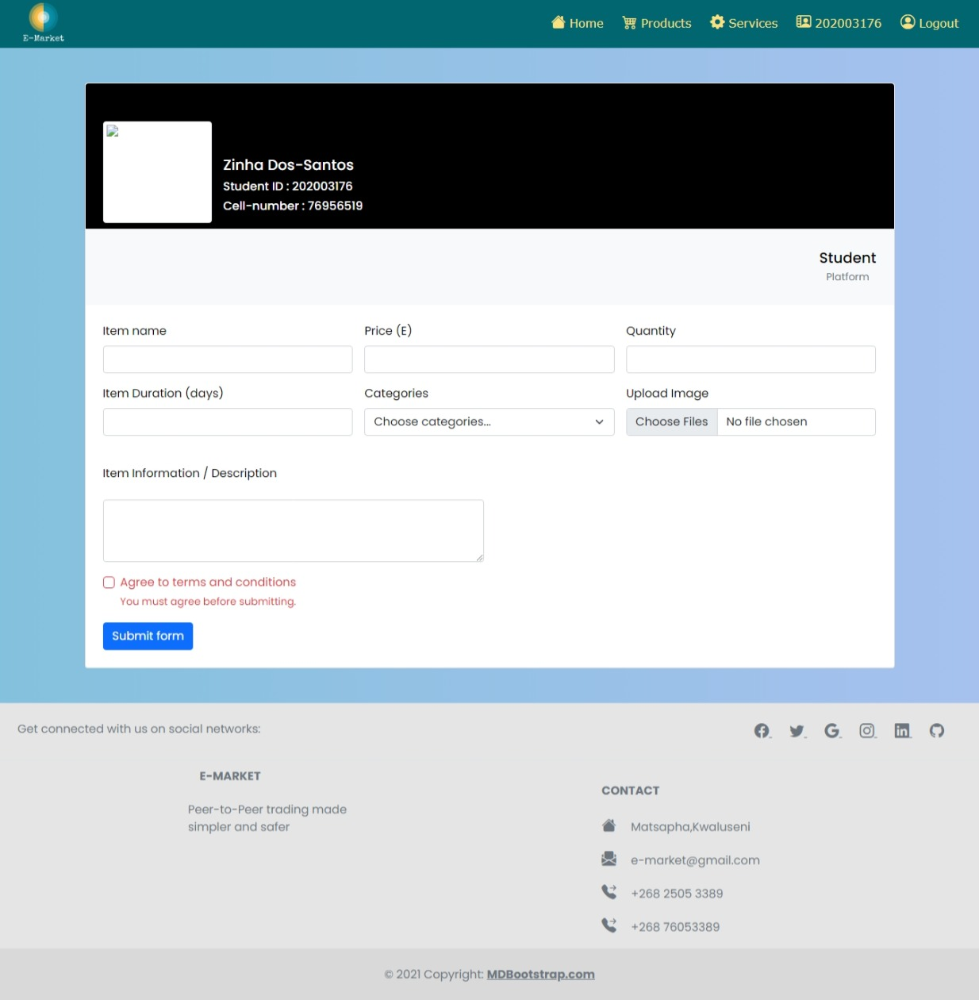 E-Market
Home Products Services 202003176 Logout
Zinha Dos-Santos
Student ID : 202003176
Cell-number : 76956519
Student
Platform
Item name Price (E) Quantity
Item Duration (days) Categories Upload Image
Choose categories... Choose Files No file chosen
Item Information / Description
Agree to terms and conditions
You must agree before submitting.
Submit form
Get connected with us on social networks:
E-MARKET
Peer-to-Peer trading made
simpler and safer
CONTACT
Matsapha,Kwaluseni
e-market@gmail.com
+268 2505 3389
+268 76053389
© 2021 Copyright: MDBootstrap.com